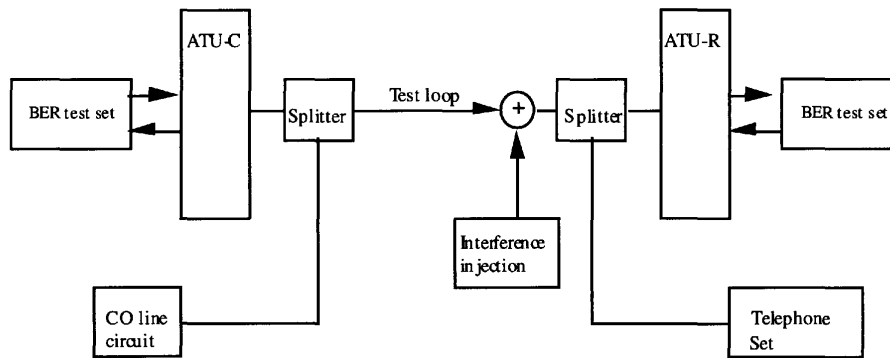 ATU-C
ATU-R
BER test set
Splitter
Test loop
+
Splitter
BER test set
Interference
injection
CO line
circuit
Telephone
Set